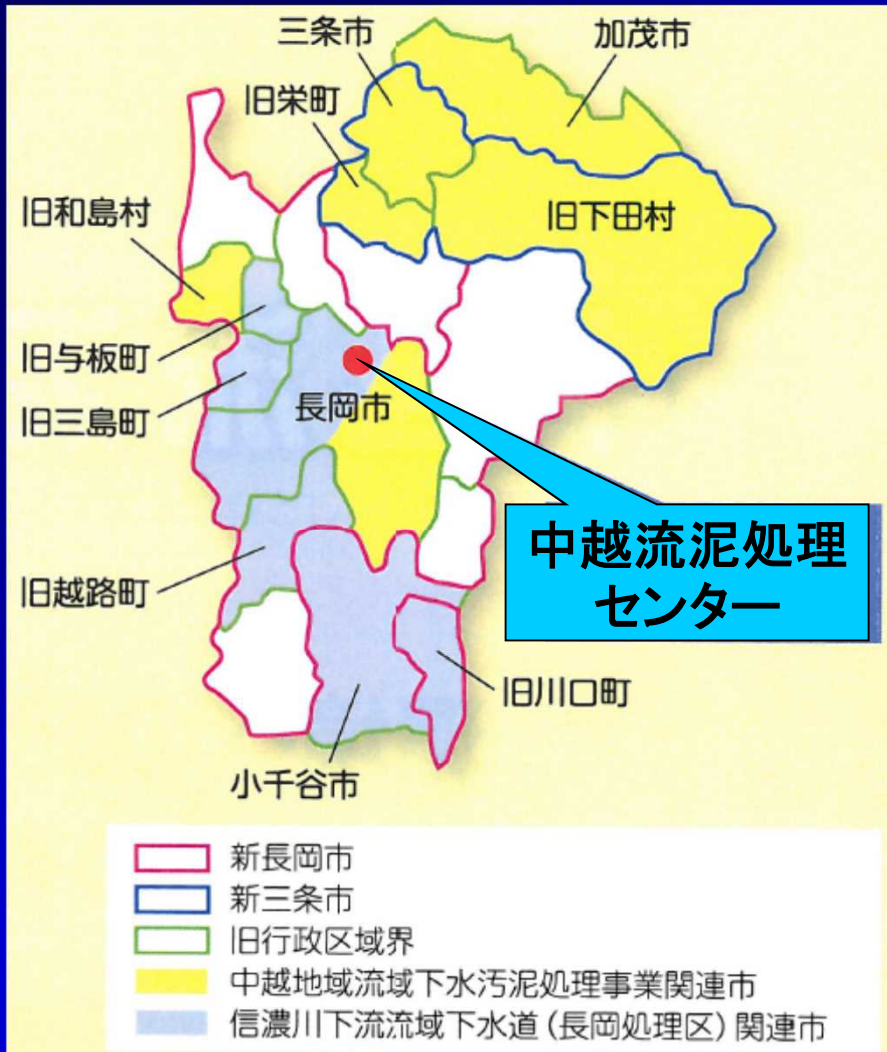 三条市
加茂市
旧栄町
旧和島村
旧下田村
旧与板町
長岡市
旧三島町
中越流泥処理
センター
旧越路町
旧川口町
小千谷市
新長岡市
新三条市
旧行政区域界
中越地域流域下水汚泥処理事業関連市
信濃川下流流域下水道(長岡処理区)関連市